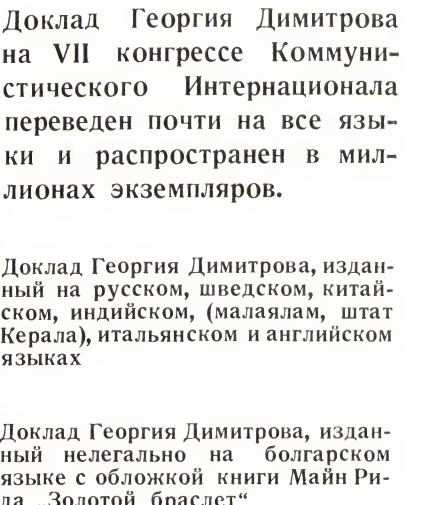 Доклад Георгия Димитрова
на VII конгрессе Коммуни-
стического Интернационала
переведен почти на все язы-
ки и распространен в мил-
лионах экземпляров.
Доклад Георгия Димитрова, издан-
ный на русском, шведском, китай-
ском, индийском, (малаялам, штат
Керала), итальянском и английском
языках
Доклад Георгия Димитрова, издан-
ный нелегально на болгарском
языке с обложкой книги Майн Ри-
да „Золотой браслет“